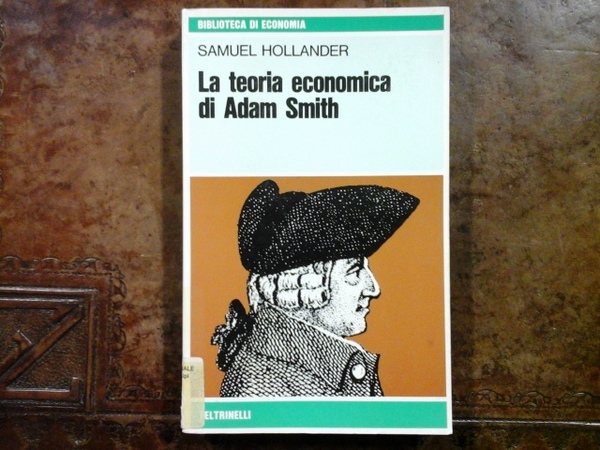 BIBLIOTECA DI ECONOMIA
SAMUEL HOLLANDER
La teoria economica
di Adam Smith
ELTRINELLI